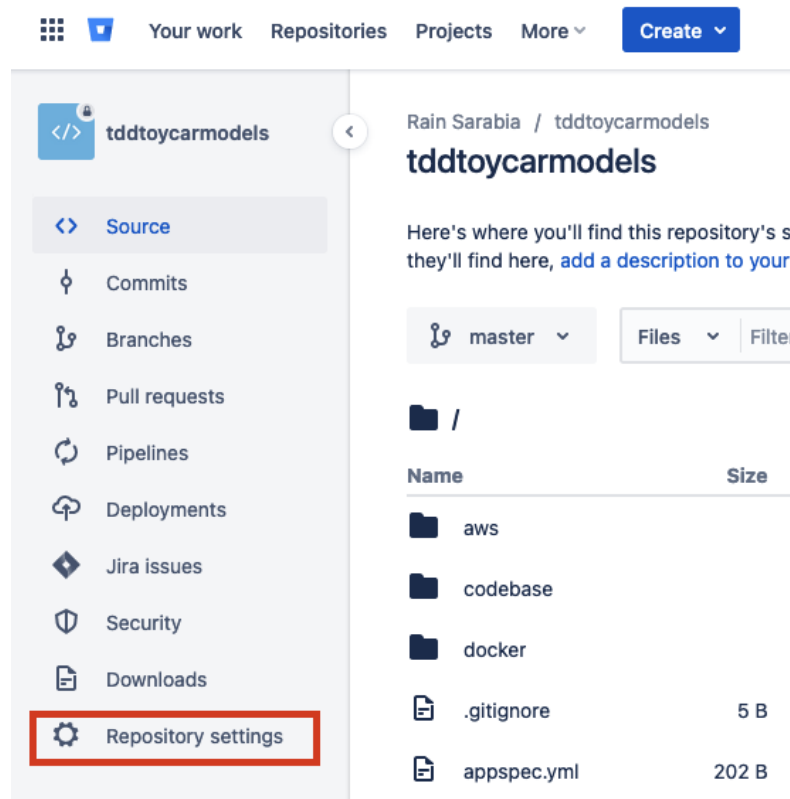 Your work Repositories Projects More Create
</> tddtoycarmodels
Rain Sarabia / tddtoycarmodels
tddtoycarmodels
Source
Commits
Branches
Pull requests
Pipelines
Deployments
Jira issues
Security
Downloads
Repository settings
Here's where you'll find this repository's s
they'll find here, add a description to your
master Files Filte
/
Name Size
aws
codebase
docker
.gitignore 5 B
appspec.yml 202 B